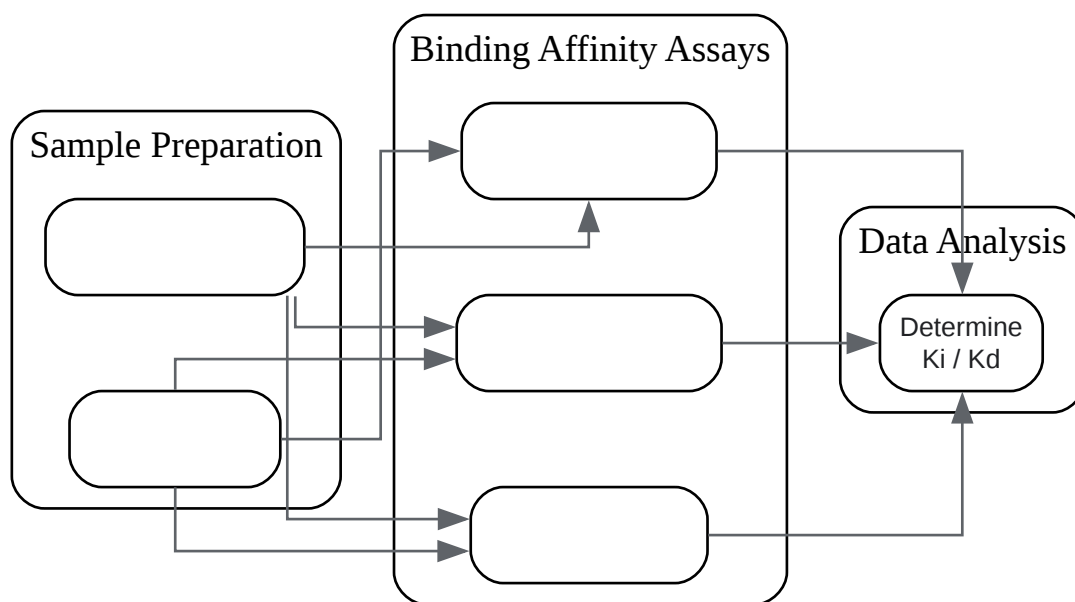 Binding Affinity Assays
Sample Preparation
Data Analysis
Determine
Ki / Kd